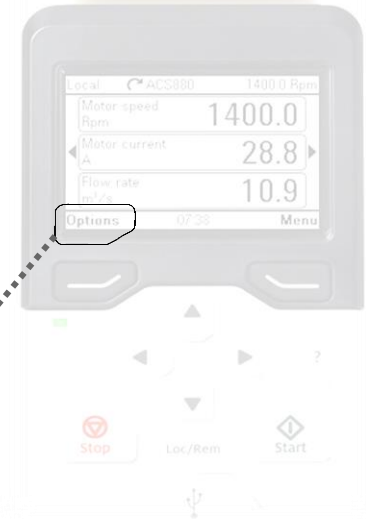 Local ACS880 1400.0 Rpm
Motor speed
Rpm
1400.0
Motor current
A
28.8
Flow rate
m³/s
10.9
Options 07:38 Menu
?
Stop Loc/Rem Start